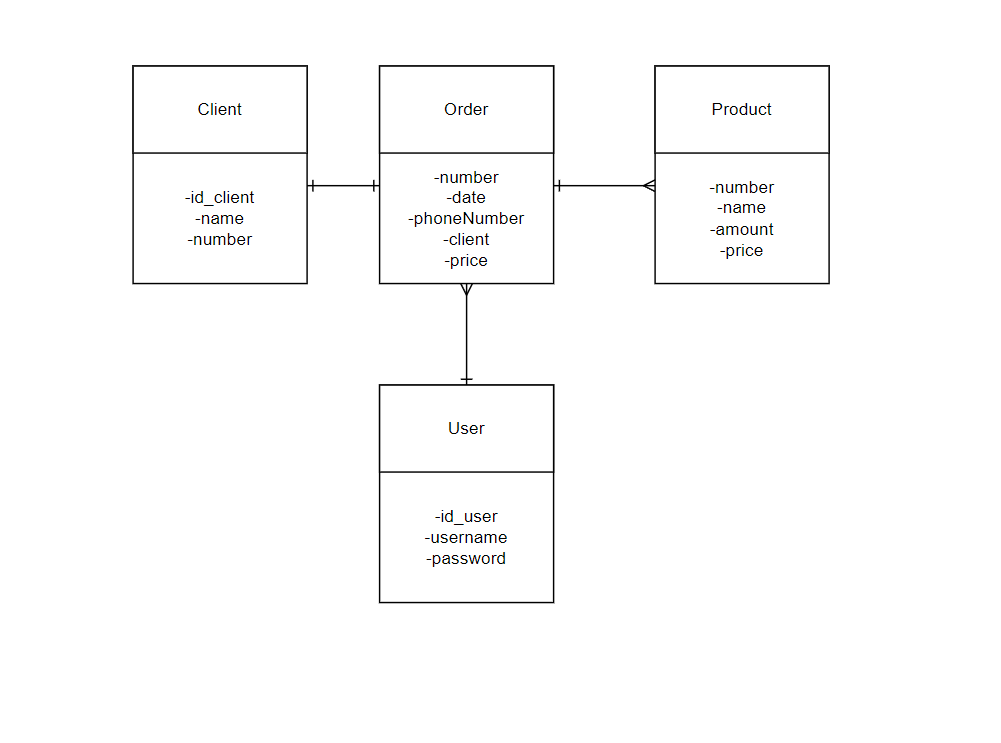 Client
-id_client
-name
-number
Order
-number
-date
-phoneNumber
-client
-price
Product
-number
-name
-amount
-price
User
-id_user
-username
-password